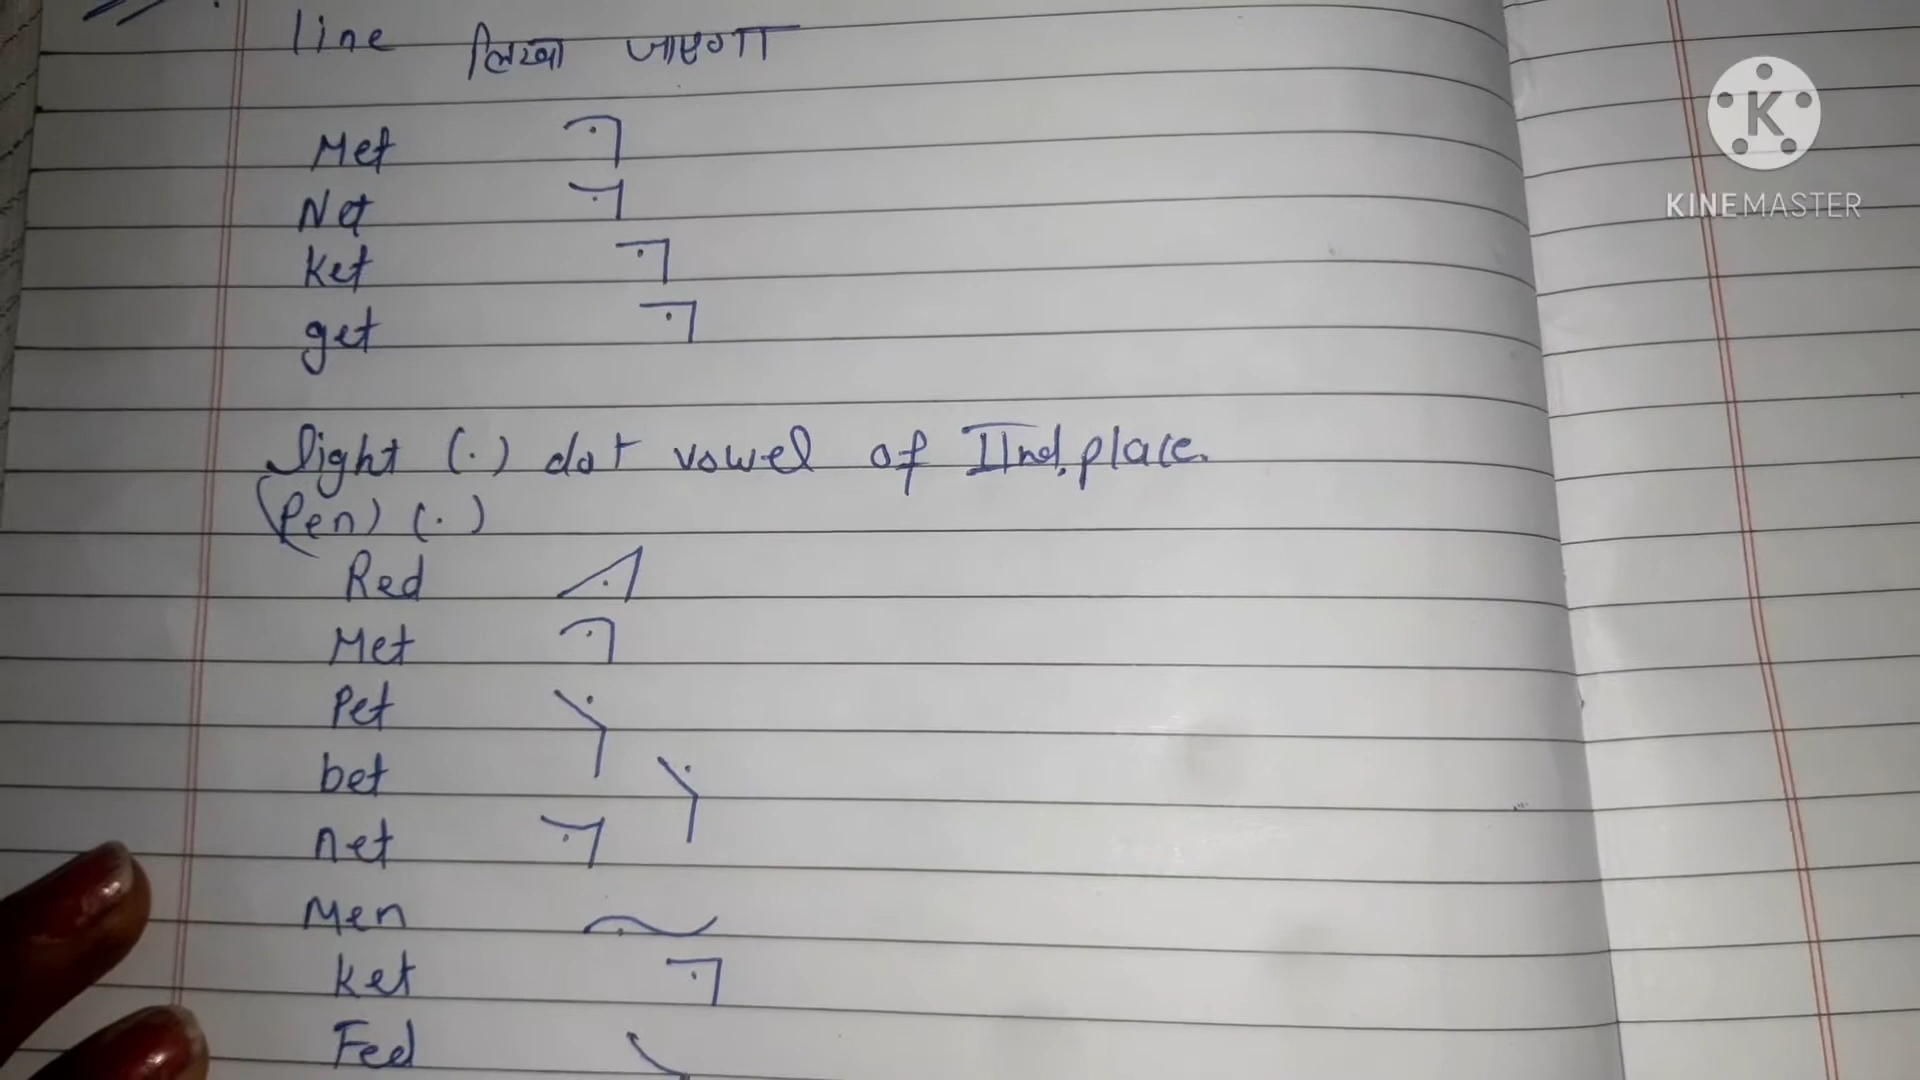 line लिखा जाएगा
Met
Net
Ket
get
light (.) dot vowel of IInd. place.
(Pen) (.)
Red
Met
Pet
bet
net
Men
Ket
Fed
K
KINEMASTER